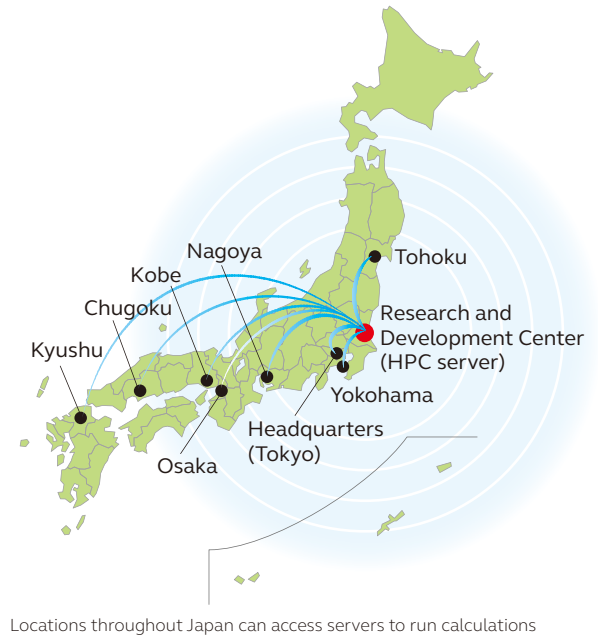 Nagoya
Tohoku
Kobe
Chugoku
Research and
Development Center
(HPC server)
Kyushu
Yokohama
Headquarters
(Tokyo)
Osaka
Locations throughout Japan can access servers to run calculations